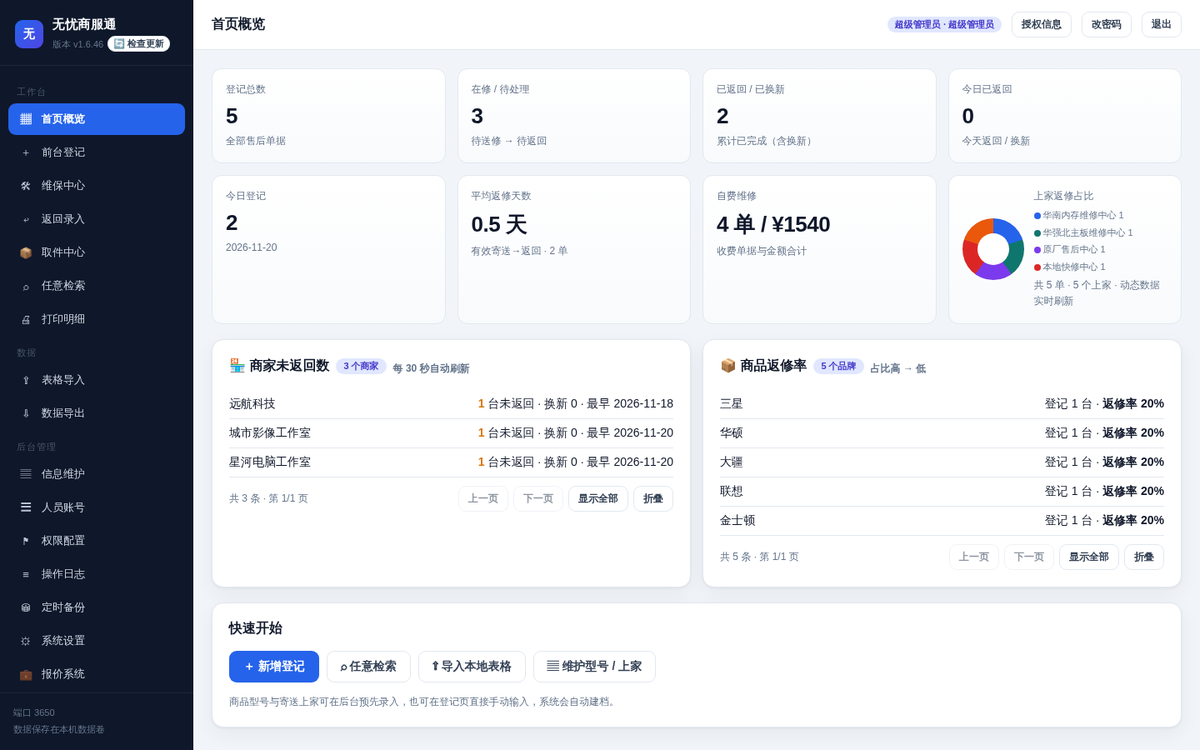 无
无忧商服通
版本 v1.6.46
🔄 检查更新
工作台
首页概览
+ 前台登记
维保中心
返回录入
取件中心
任意检索
打印明细
数据
表格导入
数据导出
后台管理
信息维护
人员账号
权限配置
操作日志
定时备份
系统设置
报价系统
端口 3650
数据保存在本机数据卷
首页概览
超级管理员 · 超级管理员
授权信息
改密码
退出
登记总数
5
全部售后单据
在修 / 待处理
3
待送修 → 待返回
已返回 / 已换新
2
累计已完成（含换新）
今日已返回
0
今天返回 / 换新
今日登记
2
2026-11-20
平均返修天数
0.5 天
有效寄送→返回 · 2 单
自费维修
4 单 / ¥1540
收费单据与金额合计
上家返修占比
华南内存维修中心 1
华强北主板维修中心 1
原厂售后中心 1
本地快修中心 1
共 5 单 · 5 个上家 · 动态数据
实时刷新
🏪 商家未返回数 3 个商家 每 30 秒自动刷新
远航科技 1 台未返回 · 换新 0 · 最早 2026-11-18
城市影像工作室 1 台未返回 · 换新 0 · 最早 2026-11-20
星河电脑工作室 1 台未返回 · 换新 0 · 最早 2026-11-20
共 3 条 · 第 1/1 页 上一页 下一页 显示全部 折叠
📦 商品返修率 5 个品牌 占比高 → 低
三星 登记 1 台 · 返修率 20%
华硕 登记 1 台 · 返修率 20%
大疆 登记 1 台 · 返修率 20%
联想 登记 1 台 · 返修率 20%
金士顿 登记 1 台 · 返修率 20%
共 5 条 · 第 1/1 页 上一页 下一页 显示全部 折叠
快速开始
＋ 新增登记 ⌕ 任意检索 ⇪ 导入本地表格 ▤ 维护型号 / 上家
商品型号与寄送上家可在后台预先录入，也可在登记页直接手动输入，系统会自动建档。